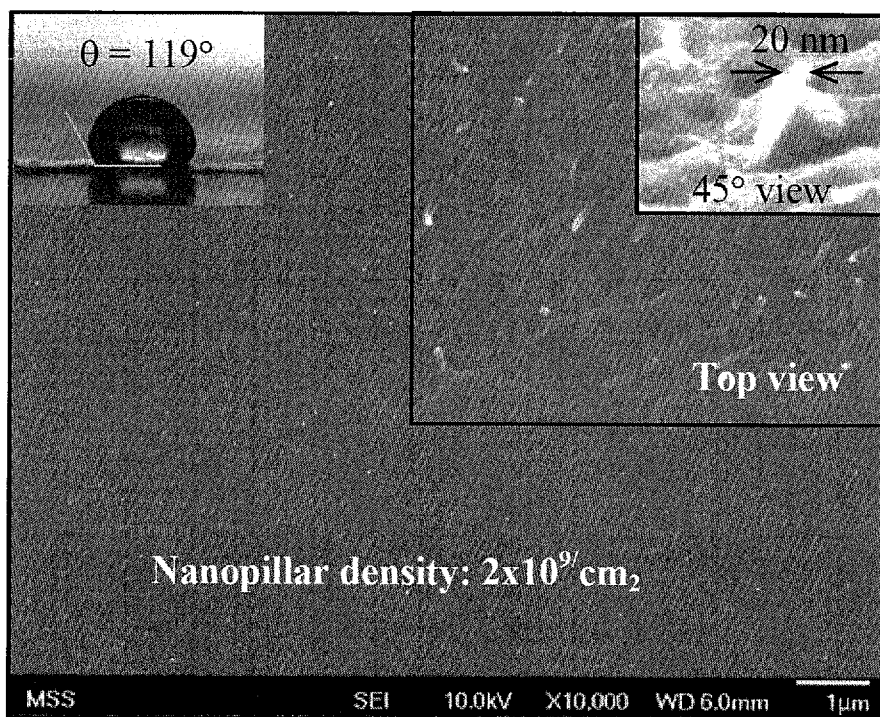 θ = 119°
20 nm
45° view
Top view
Nanopillar density: 2x10⁹/cm₂
MSS SEI 10.0kV X10,000 WD 6.0mm 1μm